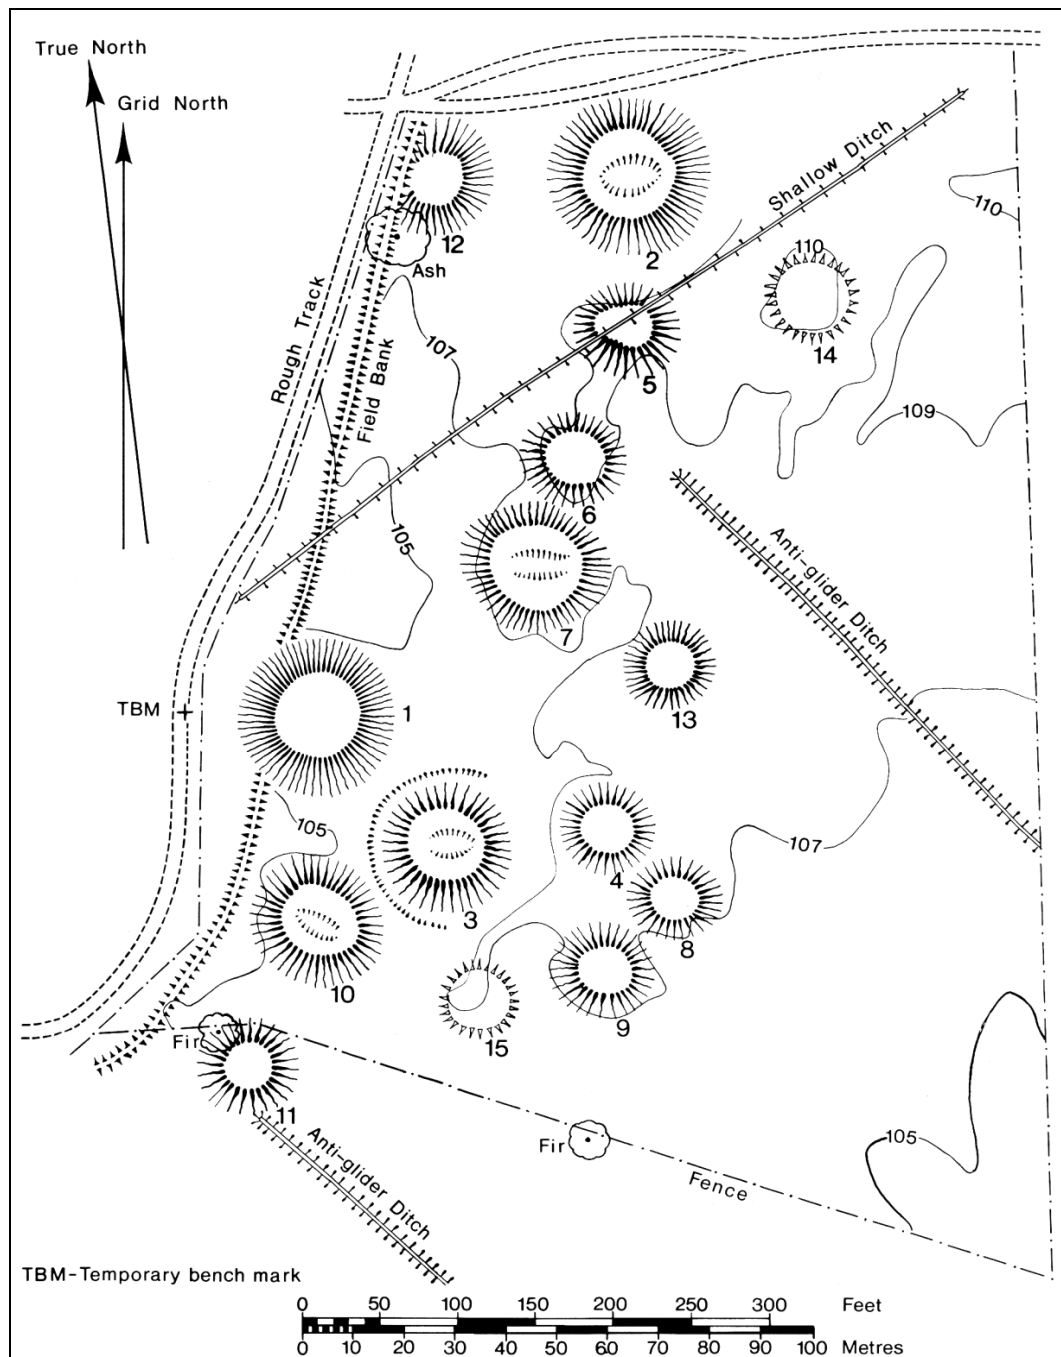 True North
Grid North
12
2
Shallow Ditch
110
Ash
110
14
Rough Track
107
Field Bank
5
109
6
105
Anti-glider Ditch
7
13
TBM
1
105
107
4
3
8
10
9
15
Fir
11
Anti-glider Ditch
Fir
105
Fence
TBM-Temporary bench mark
0 50 100 150 200 250 300 Feet
0 10 20 30 40 50 60 70 80 90 100 Metres